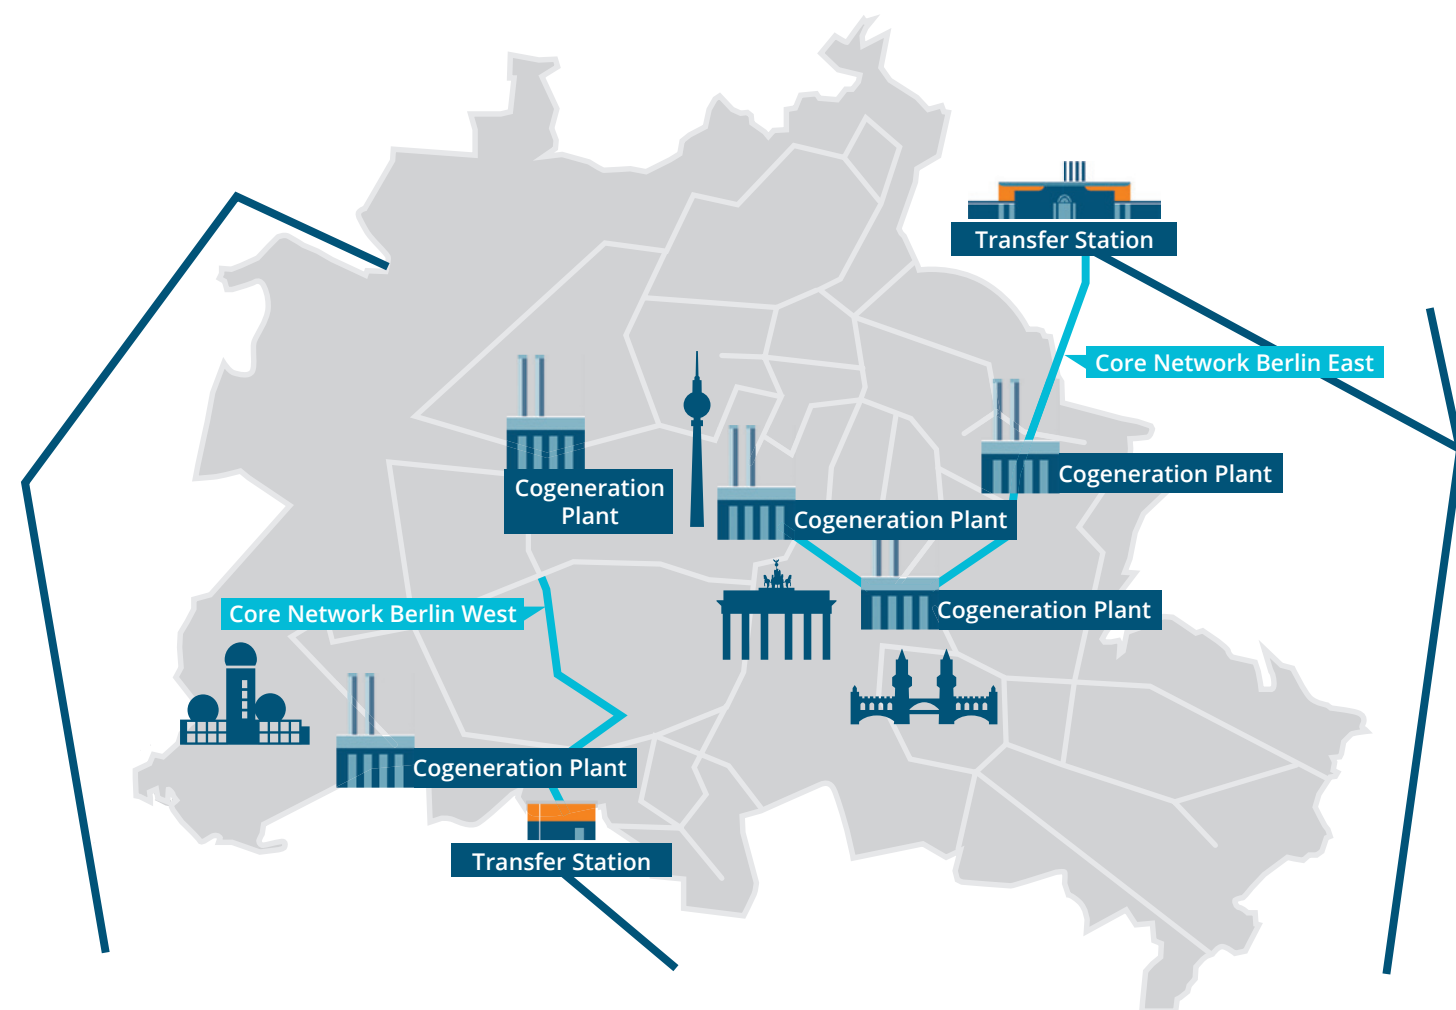 Transfer Station
Core Network Berlin East
Cogeneration Plant
Cogeneration
Plant
Cogeneration Plant
Cogeneration Plant
Core Network Berlin West
Cogeneration Plant
Transfer Station